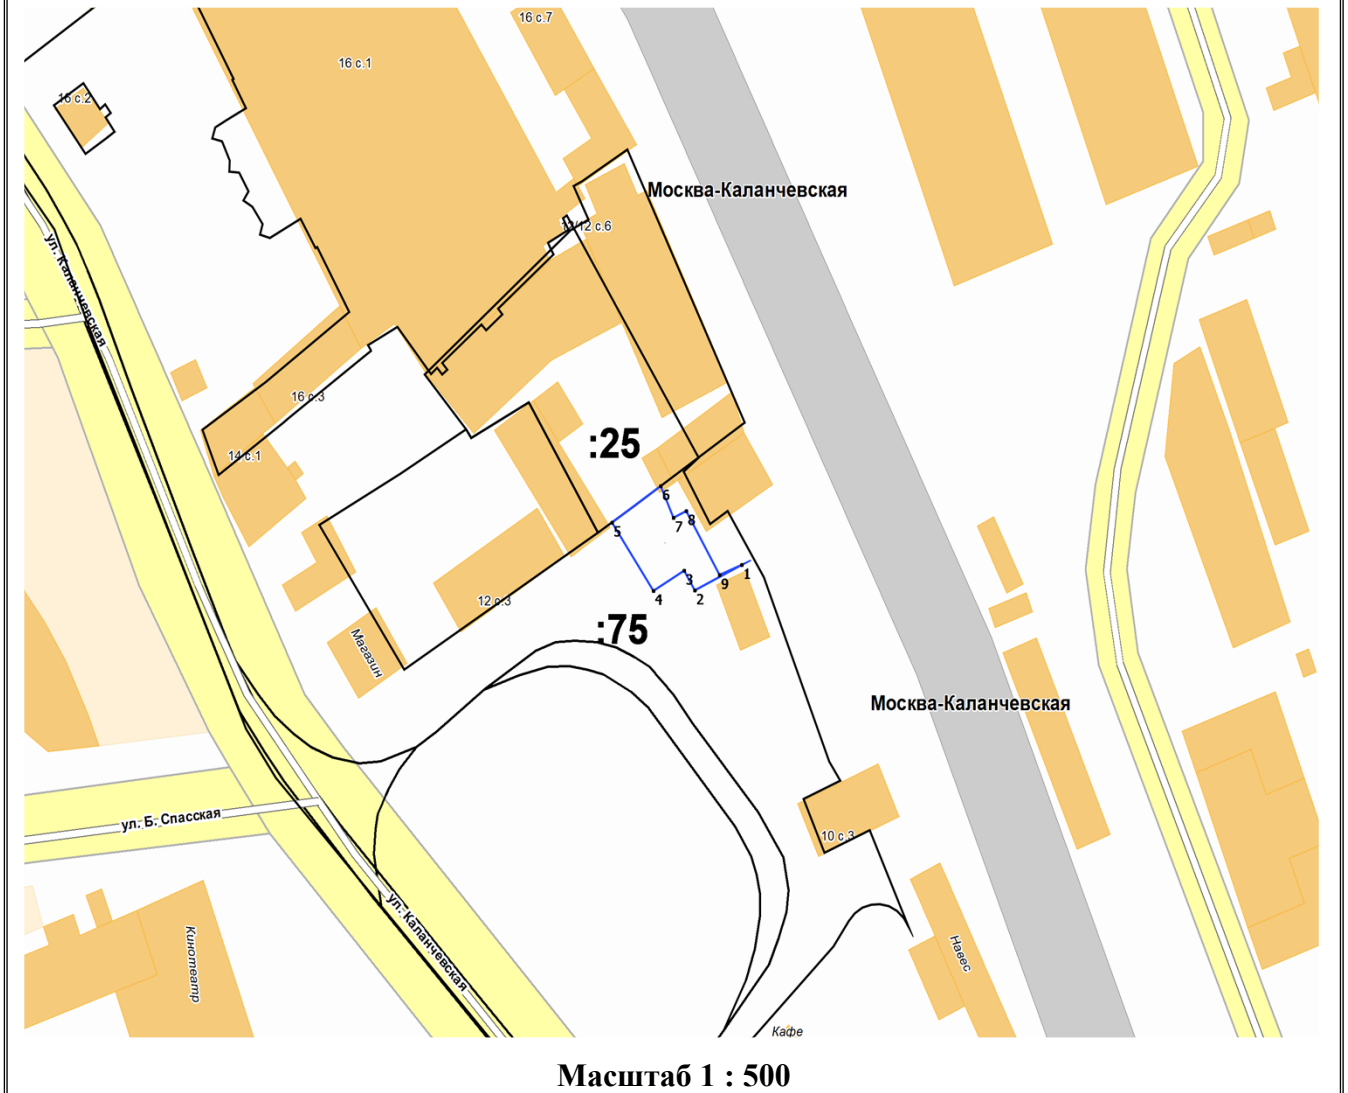 16 с.7
16 с.1
16 с.2
Москва-Каланчевская
12/12 с.6
ул. Каланчевская
16 с.3
:25
14 с.1
6
7
8
5
3
9
1
4
2
12 с.3
:75
Магазин
Москва-Каланчевская
ул. Б. Спасская
10 с.3
ул. Каланчевская
Кинотеатр
Навес
Кафе
Масштаб 1 : 500